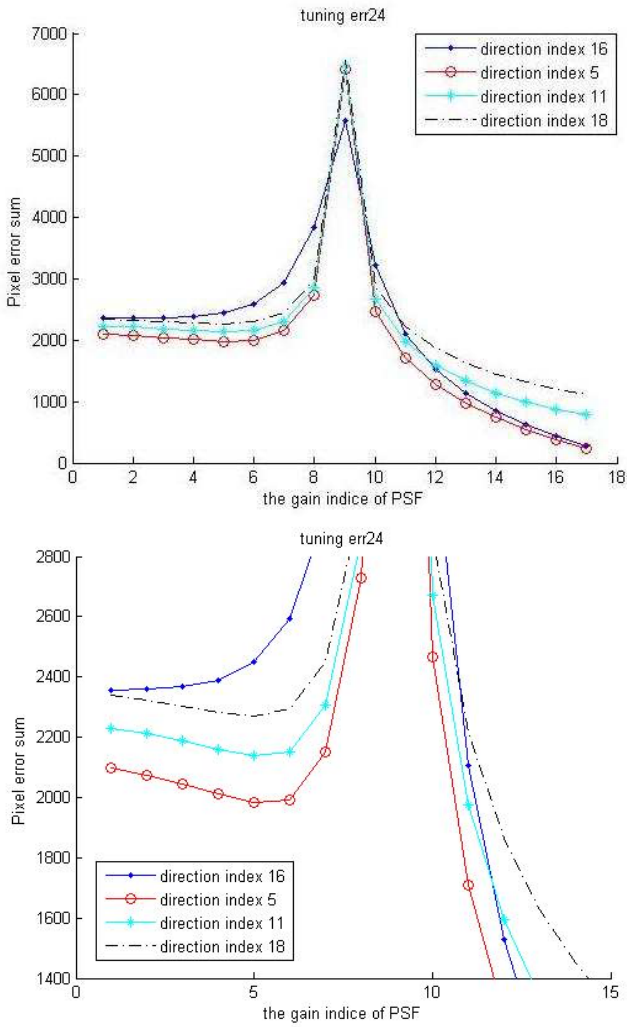 tuning err24
7000
6000
5000
4000
3000
2000
1000
0
Pixel error sum
direction index 16
direction index 5
direction index 11
direction index 18
0 2 4 6 8 10 12 14 16 18
the gain indice of PSF
tuning err24
2800
2600
2400
2200
2000
1800
1600
1400
Pixel error sum
direction index 16
direction index 5
direction index 11
direction index 18
0 5 10 15
the gain indice of PSF